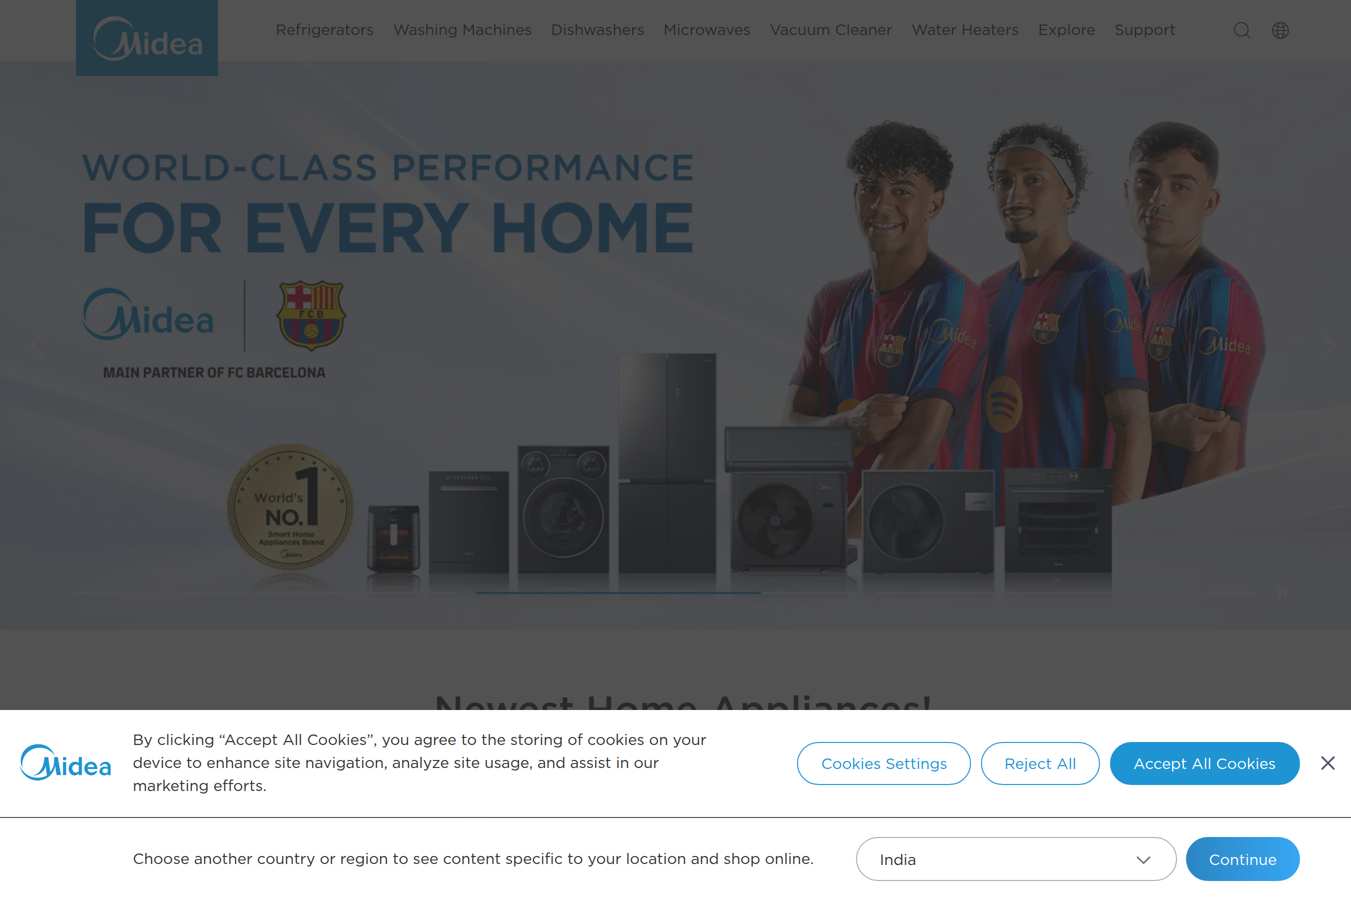 Midea
Refrigerators
Washing Machines
Dishwashers
Microwaves
Vacuum Cleaner
Water Heaters
Explore
Support
WORLD-CLASS PERFORMANCE
FOR EVERY HOME
Midea
FCB
MAIN PARTNER OF FC BARCELONA
World's
NO.1
Smart Home
Appliances Brand
Midea
Midea
Midea
Midea
Newest Home Appliances!
Midea
By clicking “Accept All Cookies”, you agree to the storing of cookies on your
device to enhance site navigation, analyze site usage, and assist in our
marketing efforts.
Cookies Settings
Reject All
Accept All Cookies
Choose another country or region to see content specific to your location and shop online.
India
Continue